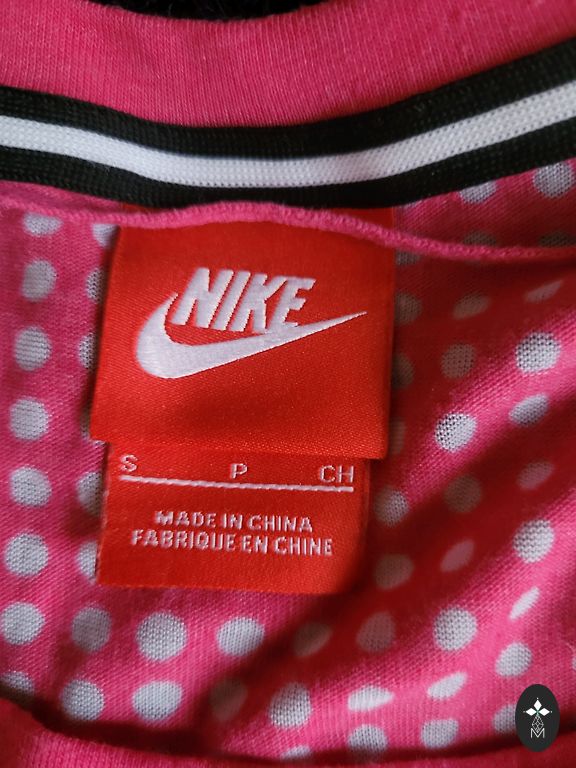 NIKE
S P CH
MADE IN CHINA
FABRIQUE EN CHINE